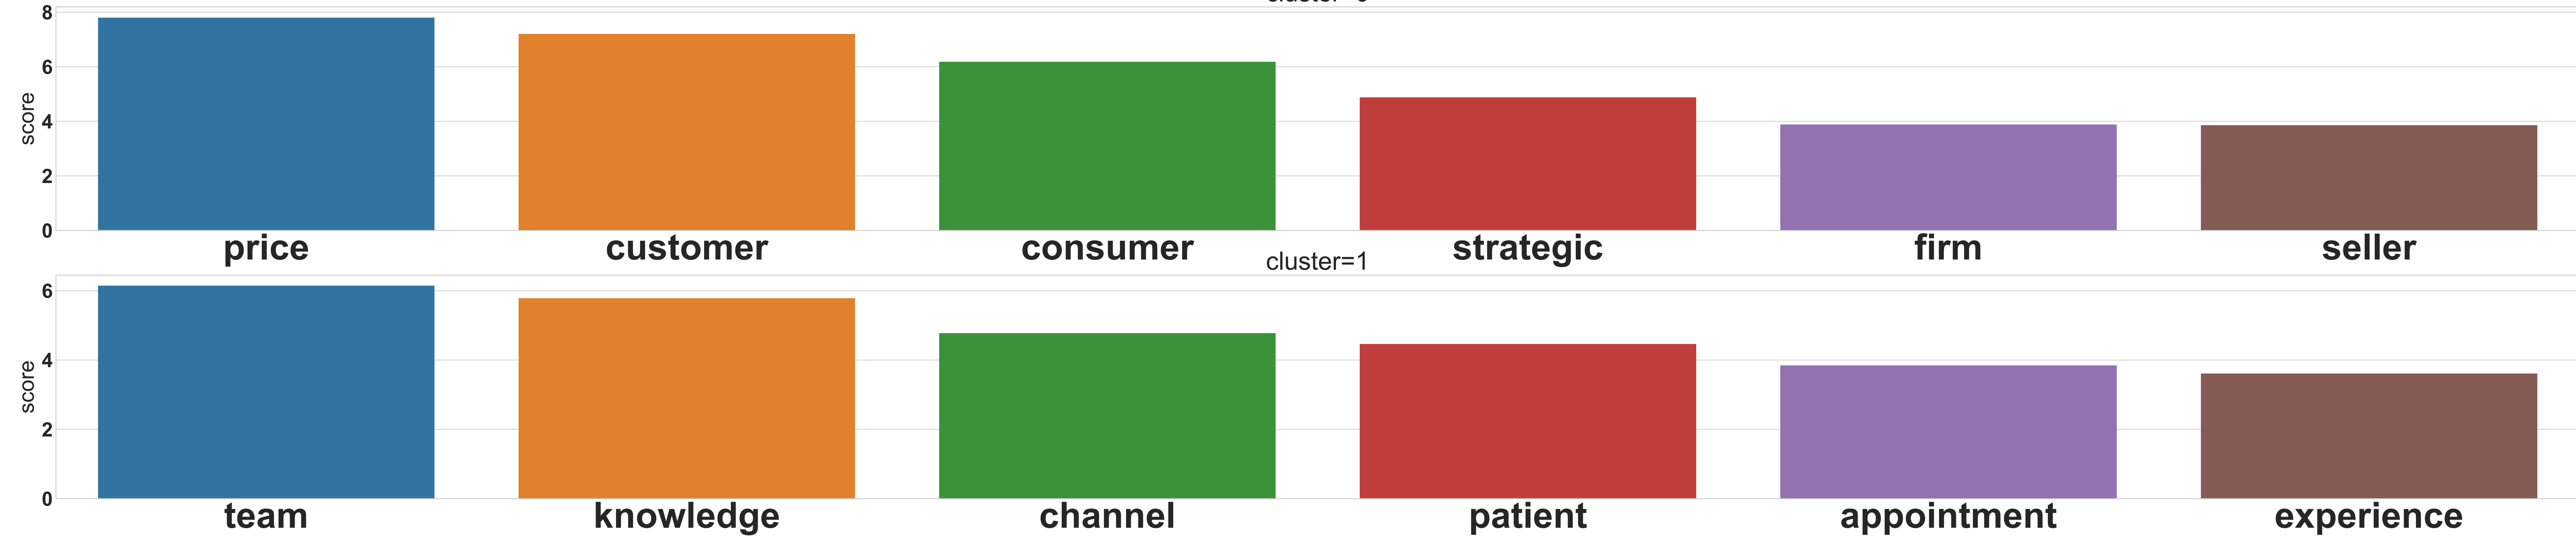 8
6
4
2
0
score
price customer consumer strategic firm seller
cluster=1
6
4
2
0
score
team knowledge channel patient appointment experience